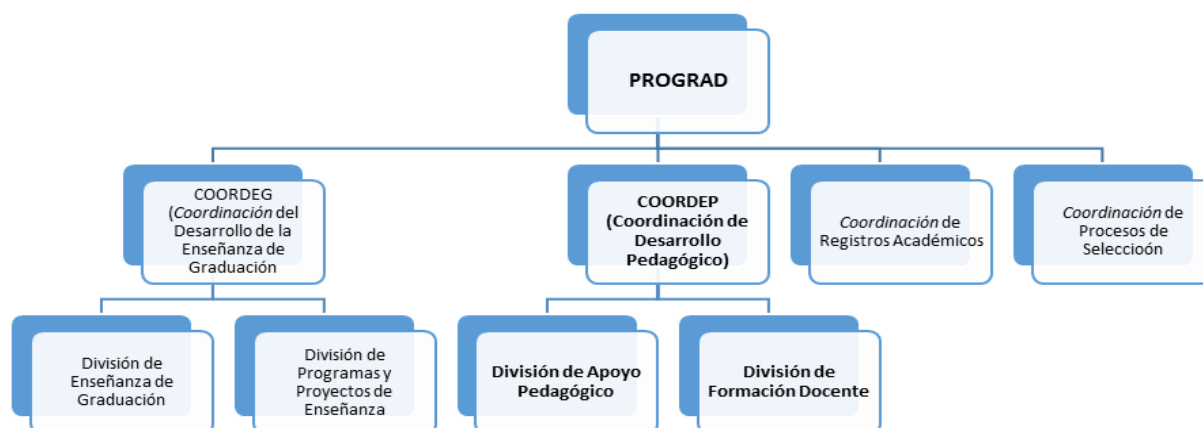 PROGRAD
COORDEG
(Coordinación del
Desarrollo de la
Enseñanza de
Graduación
COORDEP
(Coordinación de
Desarrollo
Pedagógico)
Coordinación de
Registros Académicos
Coordinación de
Procesos de
Seleccioón
División de
Enseñanza de
Graduación
División de
Programas y
Proyectos de
Enseñanza
División de Apoyo
Pedagógico
División de
Formación Docente